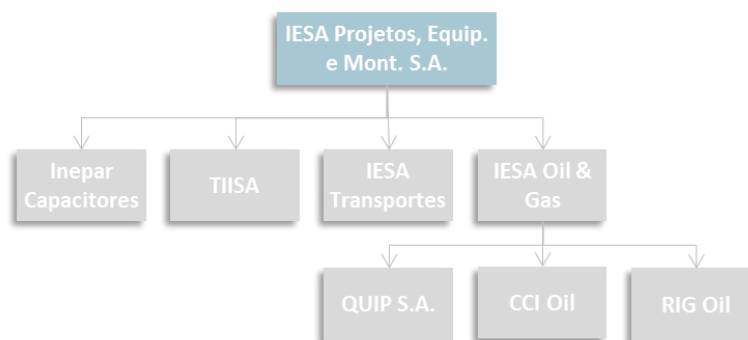 IESA Projetos, Equip.
e Mont. S.A.
Inepar
Capacitores
TIISA
IESA
Transportes
IESA Oil &
Gas
QUIP S.A.
CCI Oil
RIG Oil